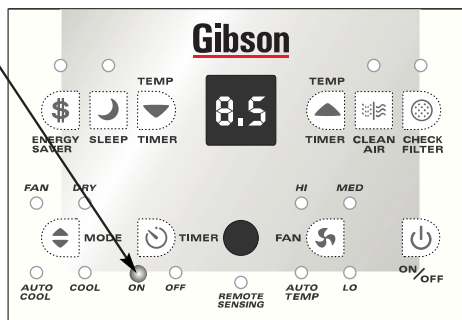 Gibson
TEMP
TEMP
8.5
ENERGY SAVER
SLEEP
TIMER
TIMER
CLEAN AIR
CHECK FILTER
FAN
DRY
HI
MED
MODE
TIMER
FAN
AUTO COOL
COOL
ON
OFF
REMOTE SENSING
AUTO TEMP
LO
ON/OFF